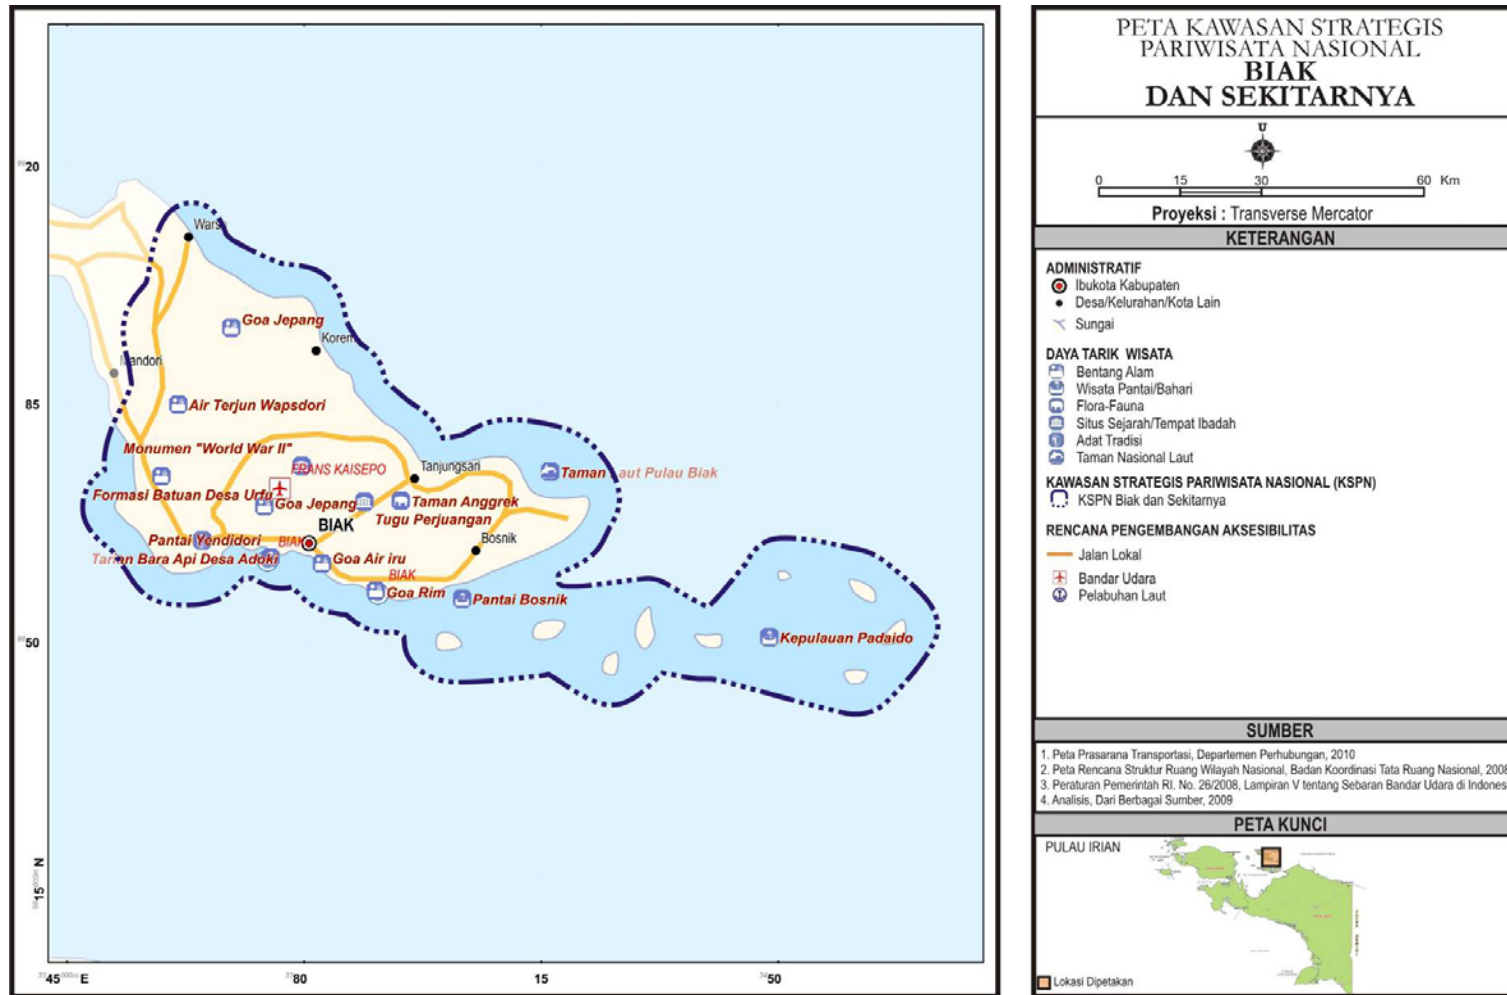 PETA KAWASAN STRATEGIS
PARIWISATA NASIONAL
BIAK
DAN SEKITARNYA
U
0 15 30 60 Km
Proyeksi : Transverse Mercator
KETERANGAN
ADMINISTRATIF
Ibukota Kabupaten
Desa/Kelurahan/Kota Lain
Sungai
DAYA TARIK WISATA
Bentang Alam
Wisata Pantai/Bahari
Flora-Fauna
Situs Sejarah/Tempat Ibadah
Adat Tradisi
Taman Nasional Laut
KAWASAN STRATEGIS PARIWISATA NASIONAL (KSPN)
KSPN Biak dan Sekitarnya
RENCANA PENGEMBANGAN AKSESIBILITAS
Jalan Lokal
Bandar Udara
Pelabuhan Laut
SUMBER
1. Peta Prasarana Transportasi, Departemen Perhubungan, 2010
2. Peta Rencana Struktur Ruang Wilayah Nasional, Badan Koordinasi Tata Ruang Nasional, 2008
3. Peraturan Pemerintah RI. No. 26/2008, Lampiran V tentang Sebaran Bandar Udara di Indones
4. Analisis, Dari Berbagai Sumber, 2009
PETA KUNCI
PULAU IRIAN
Lokasi Dipetakan
20
Warsa
Goa Jepang
Korem
Mandori
85
Air Terjun Wapsdori
Monumen "World War II"
FRANS KAISEPO
Tanjungsari
Taman Laut Pulau Biak
Formasi Batuan Desa Urfu
Goa Jepang
Taman Anggrek
Tugu Perjuangan
BIAK
Pantai Yendidori
BIAK
Bosnik
Tarian Bara Api Desa Adoki
Goa Air iru
BIAK
Goa Rim
Pantai Bosnik
50
Kepulauan Padaido
N
15
45 E 80 15 50